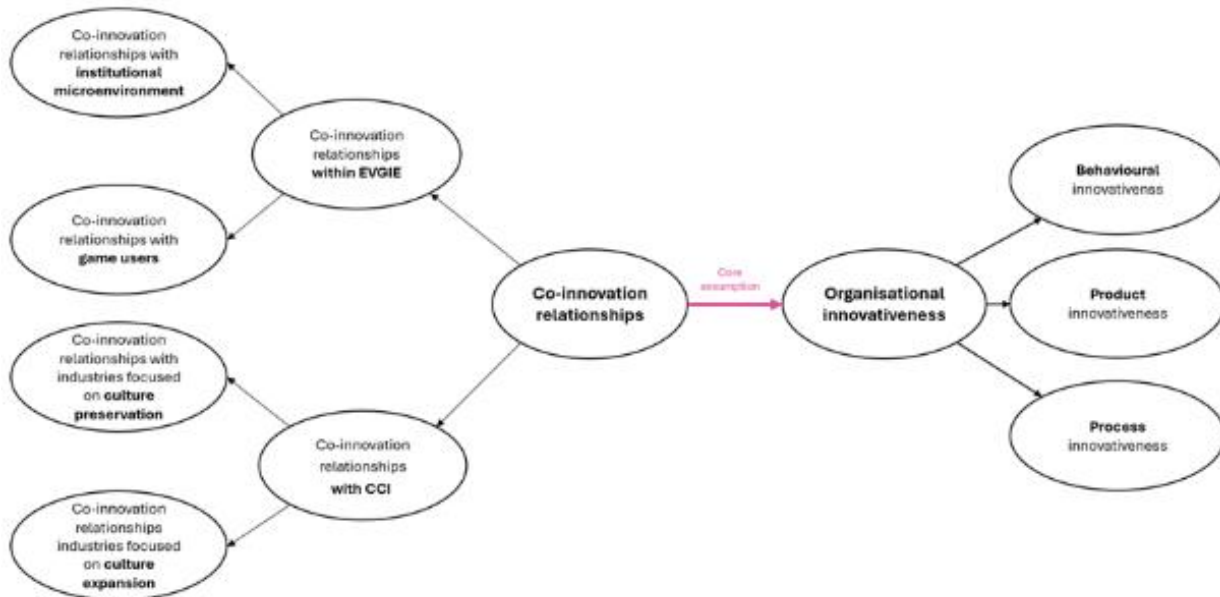 Co-innovation
relationships with
institutional
microenvironment
Co-innovation
relationships
within EVGIE
Co-innovation
relationships with
game users
Co-innovation
relationships
Core
assumption
Organisational
innovativeness
Behavioural
innovativenss
Product
innovativeness
Process
innovativeness
Co-innovation
relationships with
industries focused
on culture
preservation
Co-innovation
relationships
with CCI
Co-innovation
relationships
industries focused
on culture
expansion